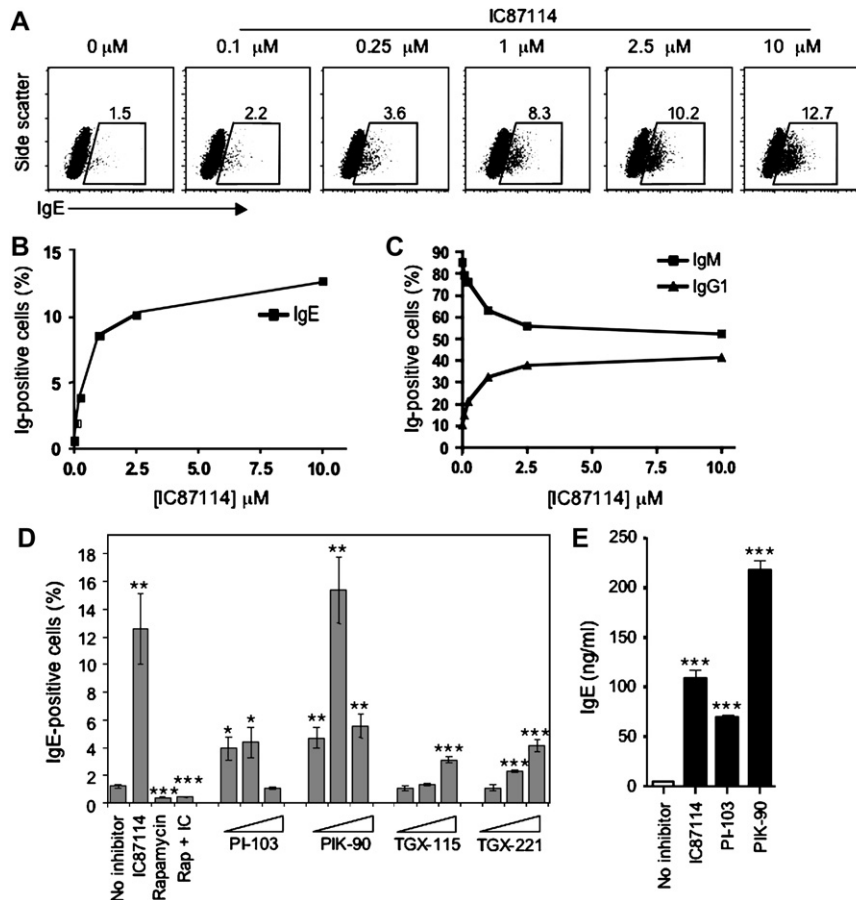 A
IC87114
0 µM 0.1 µM 0.25 µM 1 µM 2.5 µM 10 µM
Side scatter
1.5 2.2 3.6 8.3 10.2 12.7
IgE
B
Ig-positive cells (%)
15
10
5
0
0.0 2.5 5.0 7.5 10.0
[IC87114] µM
IgE
C
Ig-positive cells (%)
90
80
70
60
50
40
30
20
10
0
0.0 2.5 5.0 7.5 10.0
[IC87114] µM
IgM
IgG1
D
IgE-positive cells (%)
18
16
14
12
10
8
6
4
2
0
** *** *** * * ** ** ** *** *** ***
No inhibitor
IC87114
Rapamycin
Rap + IC
PI-103 PIK-90 TGX-115 TGX-221
E
IgE (ng/ml)
250
200
150
100
50
0
*** *** ***
No inhibitor
IC87114
PI-103
PIK-90